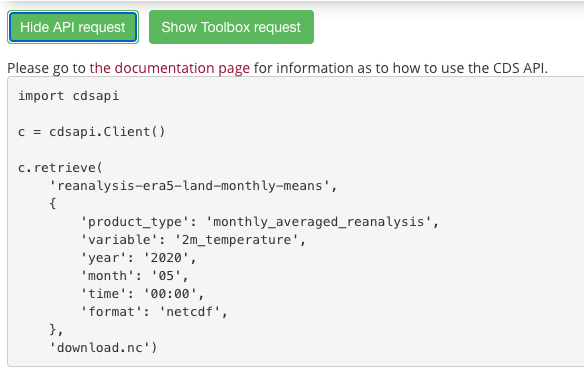 Hide API request Show Toolbox request
Please go to the documentation page for information as to how to use the CDS API.
import cdsapi

c = cdsapi.Client()

c.retrieve(
    'reanalysis-era5-land-monthly-means',
    {
        'product_type': 'monthly_averaged_reanalysis',
        'variable': '2m_temperature',
        'year': '2020',
        'month': '05',
        'time': '00:00',
        'format': 'netcdf',
    },
    'download.nc')